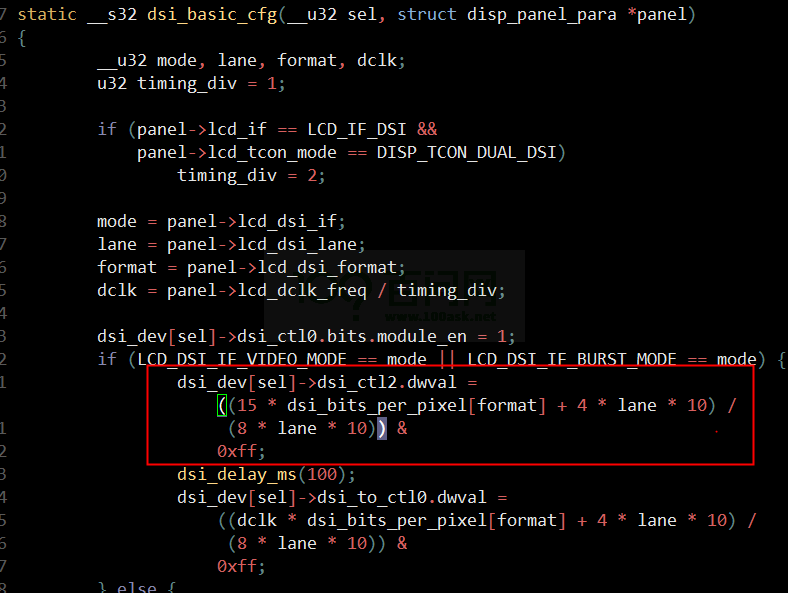 7 static __s32 dsi_basic_cfg(__u32 sel, struct disp_panel_para *panel)
6 {
5         __u32 mode, lane, format, dclk;
4         u32 timing_div = 1;
3
2         if (panel->lcd_if == LCD_IF_DSI &&
1             panel->lcd_tcon_mode == DISP_TCON_DUAL_DSI)
0                 timing_div = 2;
9
8         mode = panel->lcd_dsi_if;
7         lane = panel->lcd_dsi_lane;
6         format = panel->lcd_dsi_format;
5         dclk = panel->lcd_dclk_freq / timing_div;
4
www.100ask.net
3         dsi_dev[sel]->dsi_ctl0.bits.module_en = 1;
2         if (LCD_DSI_IF_VIDEO_MODE == mode || LCD_DSI_IF_BURST_MODE == mode) {
1                 dsi_dev[sel]->dsi_ctl2.dwval =
                    ((15 * dsi_bits_per_pixel[format] + 4 * lane * 10) /
1                     (8 * lane * 10)) &
2                    0xff;
3                 dsi_delay_ms(100);
4                 dsi_dev[sel]->dsi_to_ctl0.dwval =
5                     ((dclk * dsi_bits_per_pixel[format] + 4 * lane * 10) /
6                      (8 * lane * 10)) &
7                     0xff;
8         } else {